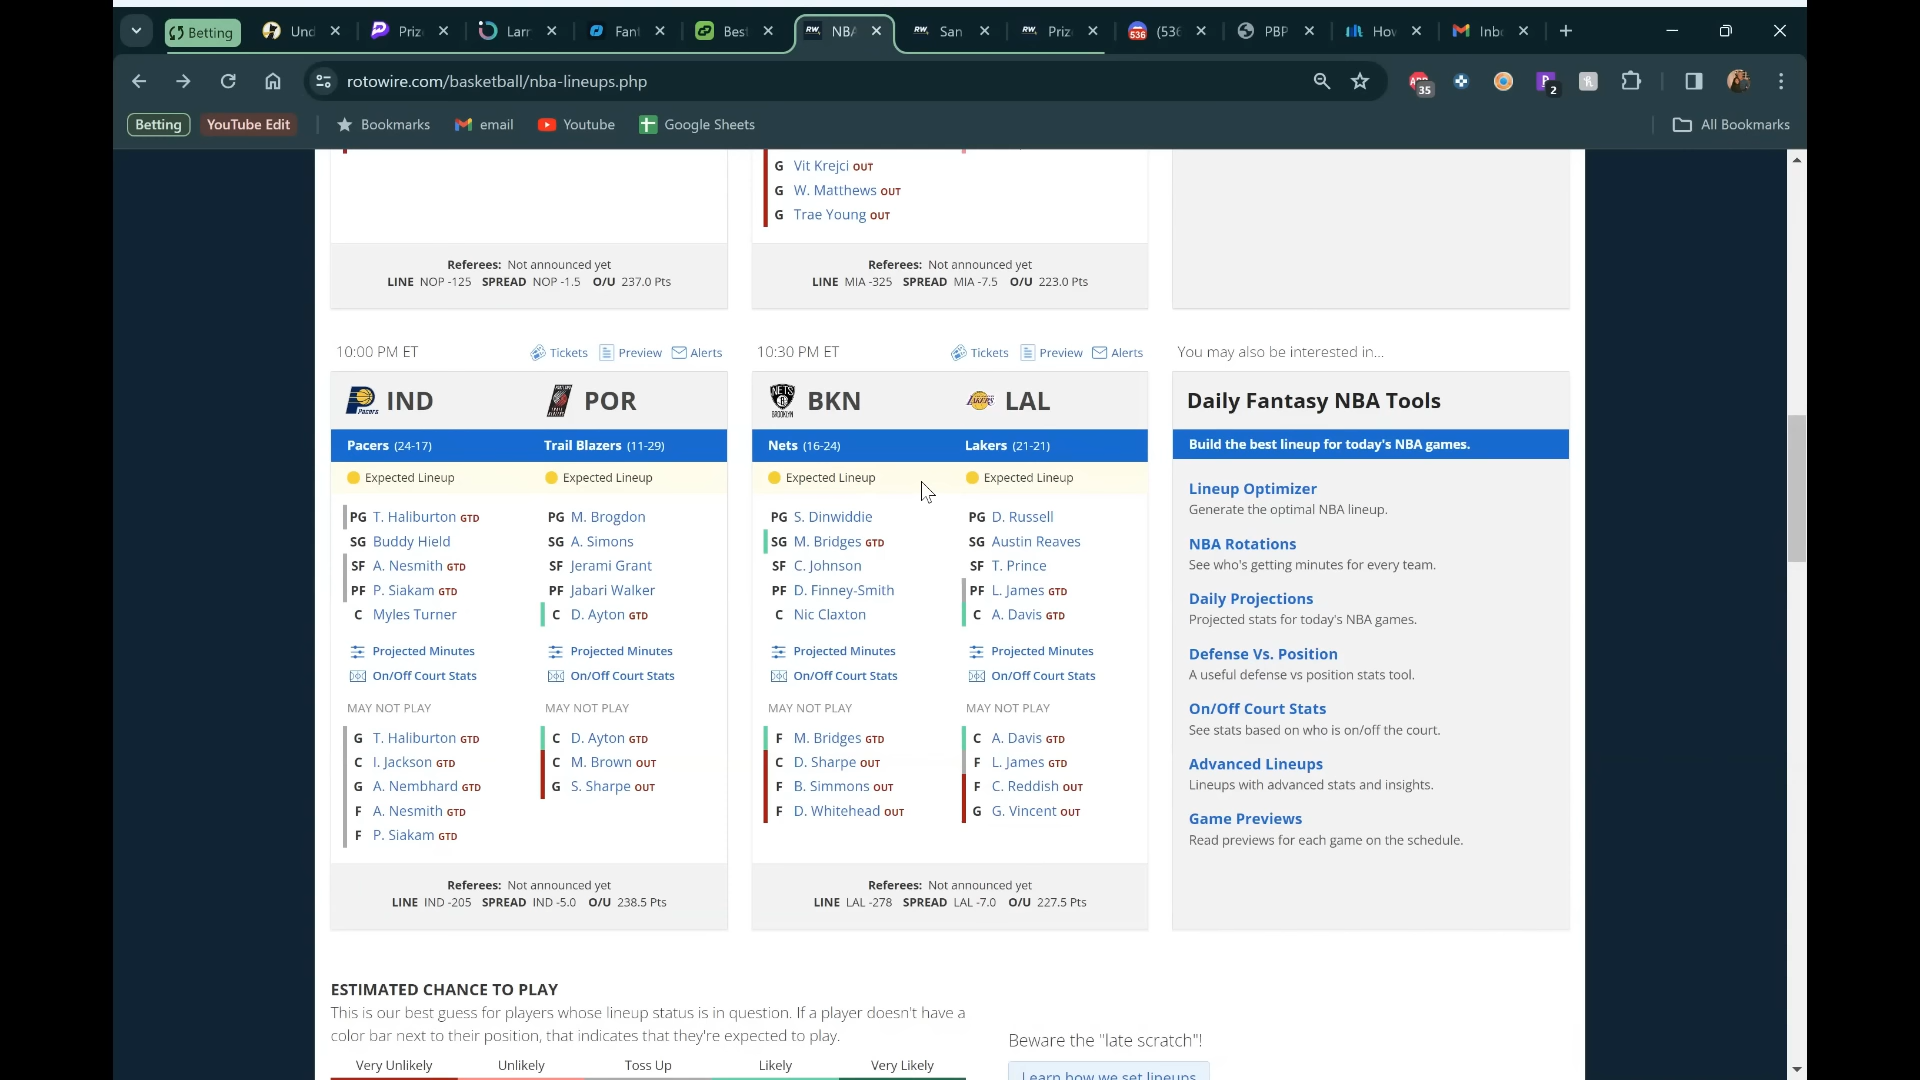 Betting
Und
Priz
Larr
Fant
Best
NBA
San
Priz
(536
PBP
How
Inbo
rotowire.com/basketball/nba-lineups.php
35
2
Betting
YouTube Edit
Bookmarks
email
Youtube
Google Sheets
All Bookmarks
G Vit Krejci OUT
G W. Matthews OUT
G Trae Young OUT
Referees: Not announced yet
LINE NOP -125 SPREAD NOP -1.5 O/U 237.0 Pts
Referees: Not announced yet
LINE MIA -325 SPREAD MIA -7.5 O/U 223.0 Pts
10:00 PM ET
Tickets
Preview
Alerts
IND
POR
Pacers (24-17)
Trail Blazers (11-29)
Expected Lineup
Expected Lineup
PG T. Haliburton GTD
SG Buddy Hield
SF A. Nesmith GTD
PF P. Siakam GTD
C Myles Turner
Projected Minutes
On/Off Court Stats
MAY NOT PLAY
G T. Haliburton GTD
C I. Jackson GTD
G A. Nembhard GTD
F A. Nesmith GTD
F P. Siakam GTD
PG M. Brogdon
SG A. Simons
SF Jerami Grant
PF Jabari Walker
C D. Ayton GTD
Projected Minutes
On/Off Court Stats
MAY NOT PLAY
C D. Ayton GTD
C M. Brown OUT
G S. Sharpe OUT
Referees: Not announced yet
LINE IND -205 SPREAD IND -5.0 O/U 238.5 Pts
10:30 PM ET
Tickets
Preview
Alerts
BKN
LAL
Nets (16-24)
Lakers (21-21)
Expected Lineup
Expected Lineup
PG S. Dinwiddie
SG M. Bridges GTD
SF C. Johnson
PF D. Finney-Smith
C Nic Claxton
Projected Minutes
On/Off Court Stats
MAY NOT PLAY
F M. Bridges GTD
C D. Sharpe OUT
F B. Simmons OUT
F D. Whitehead OUT
PG D. Russell
SG Austin Reaves
SF T. Prince
PF L. James GTD
C A. Davis GTD
Projected Minutes
On/Off Court Stats
MAY NOT PLAY
C A. Davis GTD
F L. James GTD
F C. Reddish OUT
G G. Vincent OUT
Referees: Not announced yet
LINE LAL -278 SPREAD LAL -7.0 O/U 227.5 Pts
You may also be interested in...
Daily Fantasy NBA Tools
Build the best lineup for today's NBA games.
Lineup Optimizer
Generate the optimal NBA lineup.
NBA Rotations
See who's getting minutes for every team.
Daily Projections
Projected stats for today's NBA games.
Defense Vs. Position
A useful defense vs position stats tool.
On/Off Court Stats
See stats based on who is on/off the court.
Advanced Lineups
Lineups with advanced stats and insights.
Game Previews
Read previews for each game on the schedule.
ESTIMATED CHANCE TO PLAY
This is our best guess for players whose lineup status is in question. If a player doesn't have a
color bar next to their position, that indicates that they're expected to play.
Very Unlikely
Unlikely
Toss Up
Likely
Very Likely
Beware the "late scratch"!
Learn how we set lineups